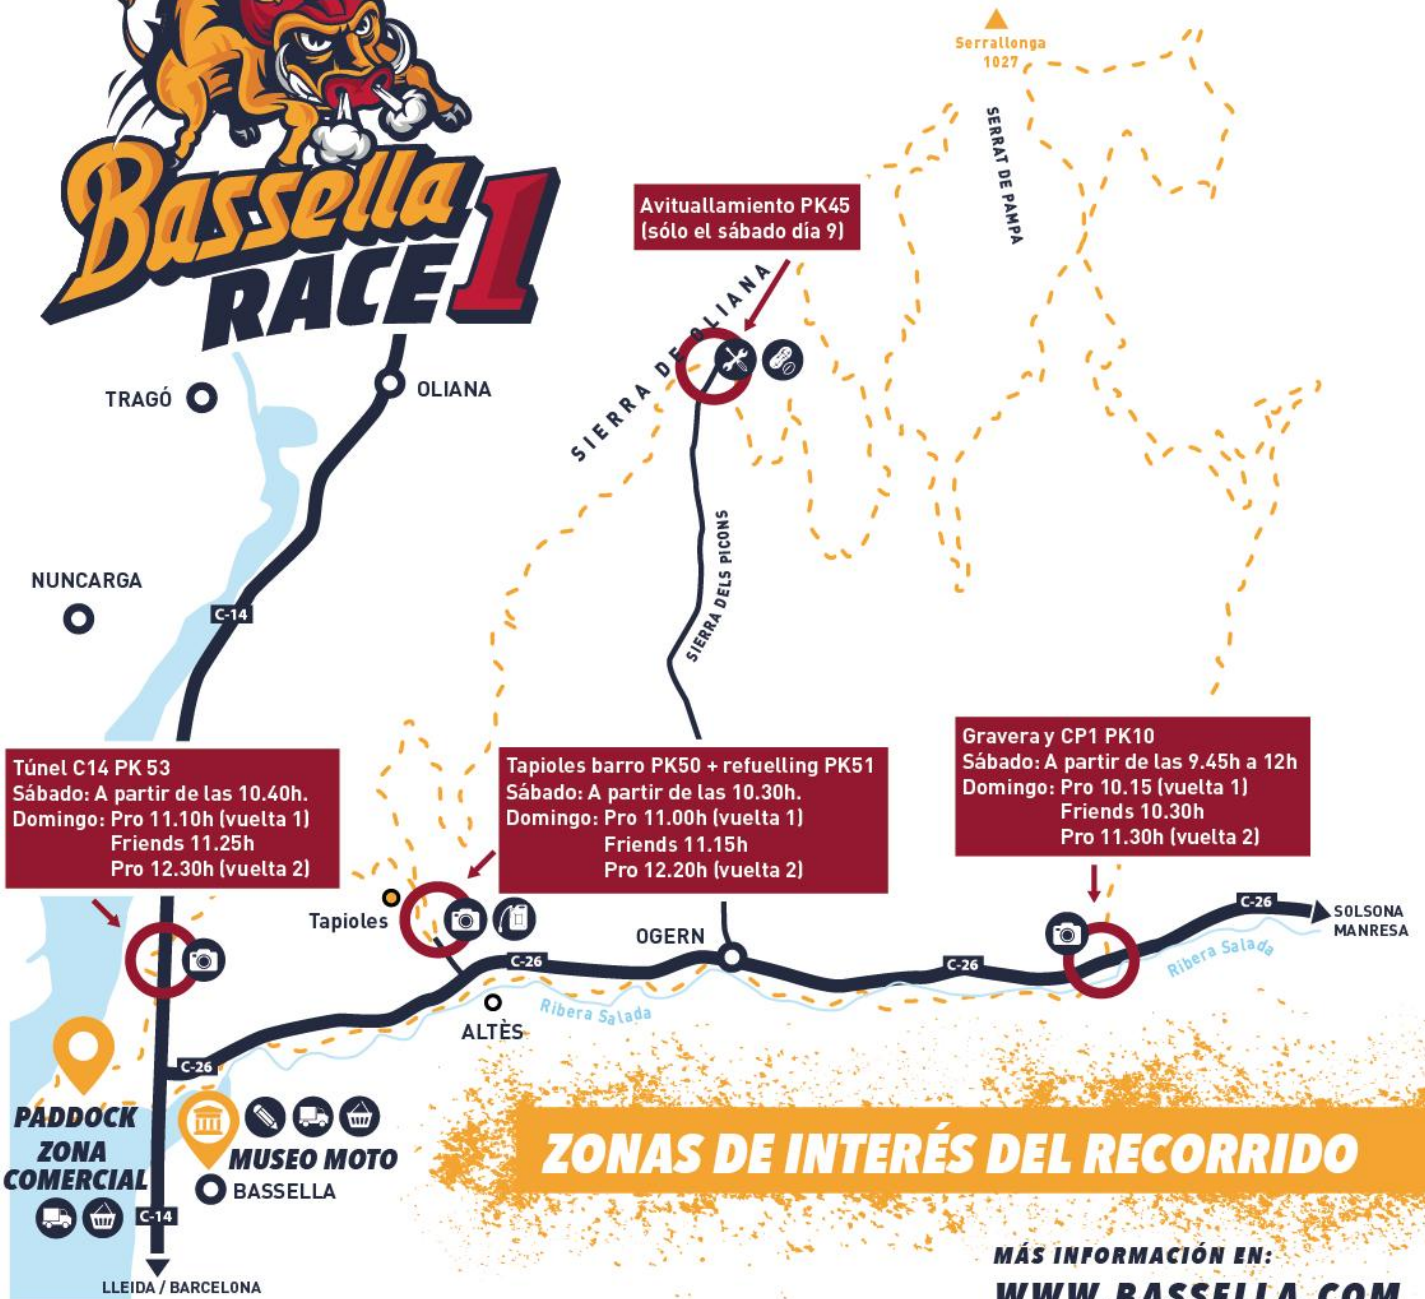 Bassella
RACE 1
Serrallonga
1027
SERRAT DE PAMPA
Avituallamiento PK45
(sólo el sábado día 9)
SIERRA DE OLIANA
TRAGÓ
OLIANA
SIERRA DELS PICONS
NUNCARGA
C-14
Túnel C14 PK 53
Sábado: A partir de las 10.40h.
Domingo: Pro 11.10h (vuelta 1)
Friends 11.25h
Pro 12.30h (vuelta 2)
Tapioles barro PK50 + refuelling PK51
Sábado: A partir de las 10.30h.
Domingo: Pro 11.00h (vuelta 1)
Friends 11.15h
Pro 12.20h (vuelta 2)
Gravera y CP1 PK10
Sábado: A partir de las 9.45h a 12h
Domingo: Pro 10.15 (vuelta 1)
Friends 10.30h
Pro 11.30h (vuelta 2)
Tapioles
OGERN
C-26
SOLSONA
MANRESA
C-26
C-26
Ribera Salada
Ribera Salada
ALTÈS
C-26
PADDOCK
ZONA
COMERCIAL
MUSEO MOTO
BASSELLA
C-14
LLEIDA / BARCELONA
ZONAS DE INTERÉS DEL RECORRIDO
MÁS INFORMACIÓN EN:
WWW.BASSELLA.COM